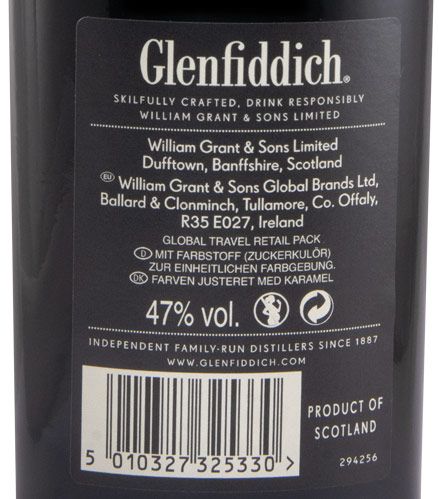 Glenfiddich®
SKILFULLY CRAFTED, DRINK RESPONSIBLY
WILLIAM GRANT & SONS LIMITED
William Grant & Sons Limited
Dufftown, Banffshire, Scotland
EU William Grant & Sons Global Brands Ltd,
Ballard & Clonminch, Tullamore, Co. Offaly,
R35 E027, Ireland
GLOBAL TRAVEL RETAIL PACK
D MIT FARBSTOFF (ZUCKERKULÖR)
ZUR EINHEITLICHEN FARBGEBUNG.
DK FARVEN JUSTERET MED KARAMEL
47% vol.
INDEPENDENT FAMILY-RUN DISTILLERS SINCE 1887
WWW.GLENFIDDICH.COM
5 010327 325330 >
PRODUCT OF
SCOTLAND
294256